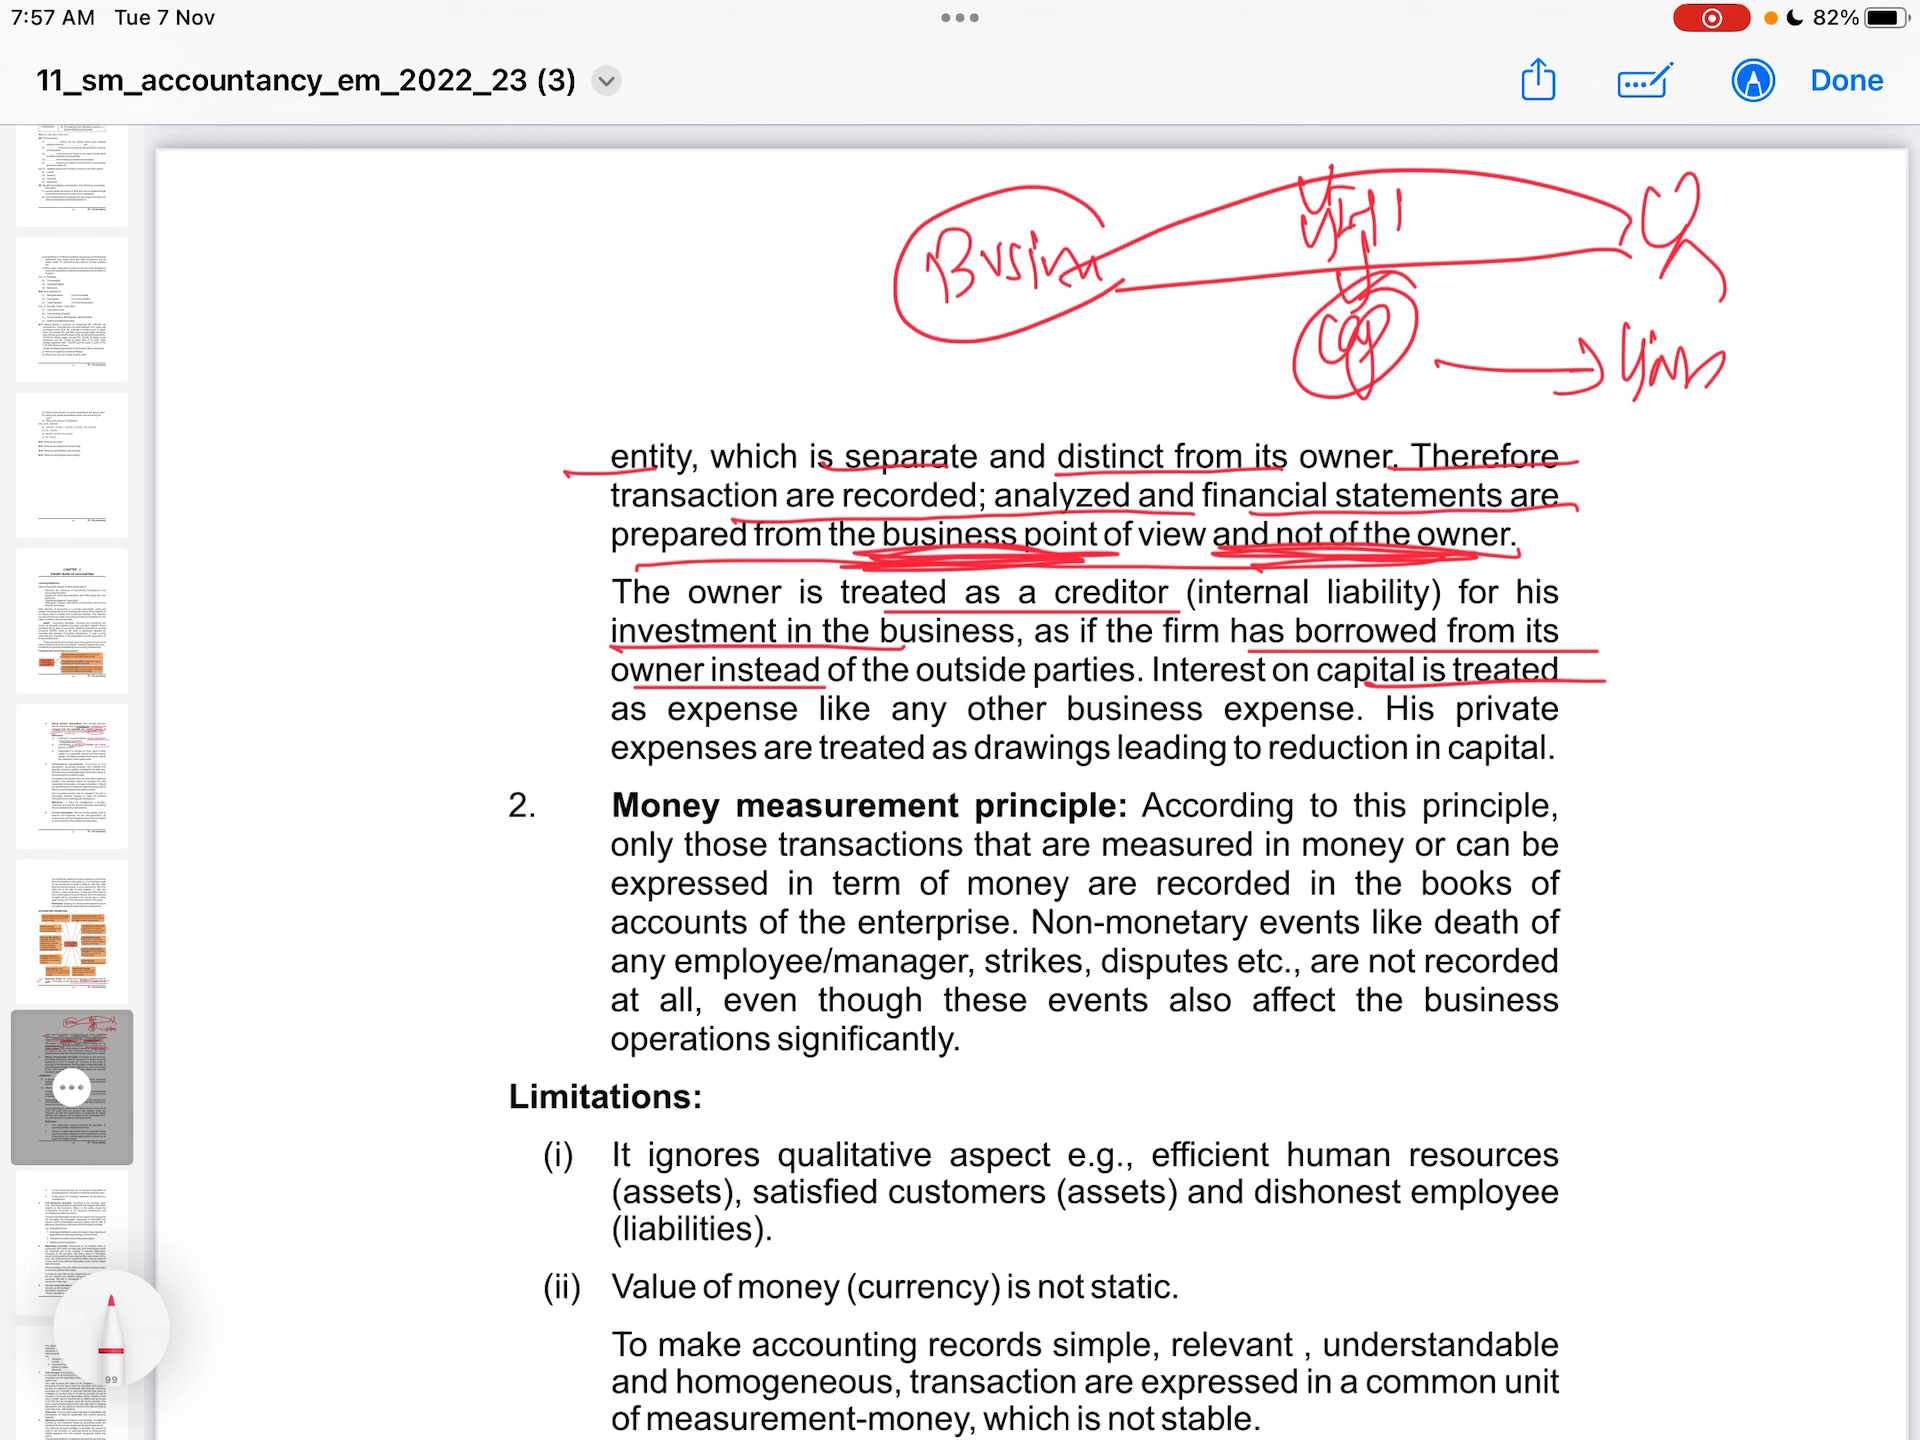 7:57 AM Tue 7 Nov
82%
11_sm_accountancy_em_2022_23 (3)
Done
Business
Cap
entity, which is separate and distinct from its owner. Therefore
transaction are recorded; analyzed and financial statements are
prepared from the business point of view and not of the owner.
The owner is treated as a creditor (internal liability) for his
investment in the business, as if the firm has borrowed from its
owner instead of the outside parties. Interest on capital is treated
as expense like any other business expense. His private
expenses are treated as drawings leading to reduction in capital.
2. Money measurement principle: According to this principle,
only those transactions that are measured in money or can be
expressed in term of money are recorded in the books of
accounts of the enterprise. Non-monetary events like death of
any employee/manager, strikes, disputes etc., are not recorded
at all, even though these events also affect the business
operations significantly.
Limitations:
(i) It ignores qualitative aspect e.g., efficient human resources
(assets), satisfied customers (assets) and dishonest employee
(liabilities).
(ii) Value of money (currency) is not static.
To make accounting records simple, relevant , understandable
and homogeneous, transaction are expressed in a common unit
of measurement-money, which is not stable.
99